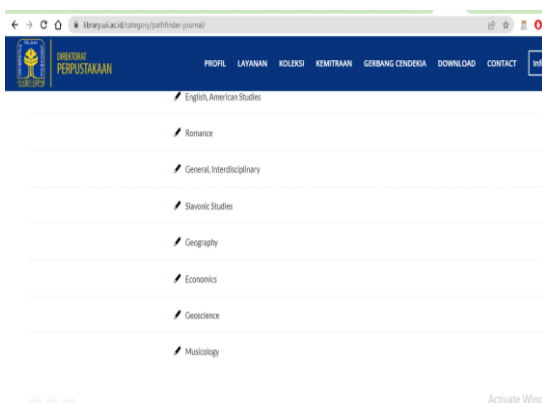 library.uii.ac.id/category/pathfinder-journal/
DIREKTORAT
PERPUSTAKAAN
PROFIL LAYANAN KOLEKSI KEMITRAAN GERBANG CENDEKIA DOWNLOAD CONTACT
English, American Studies
Romance
General, Interdisciplinary
Slavonic Studies
Geography
Economics
Geoscience
Musicology
Activate Wind